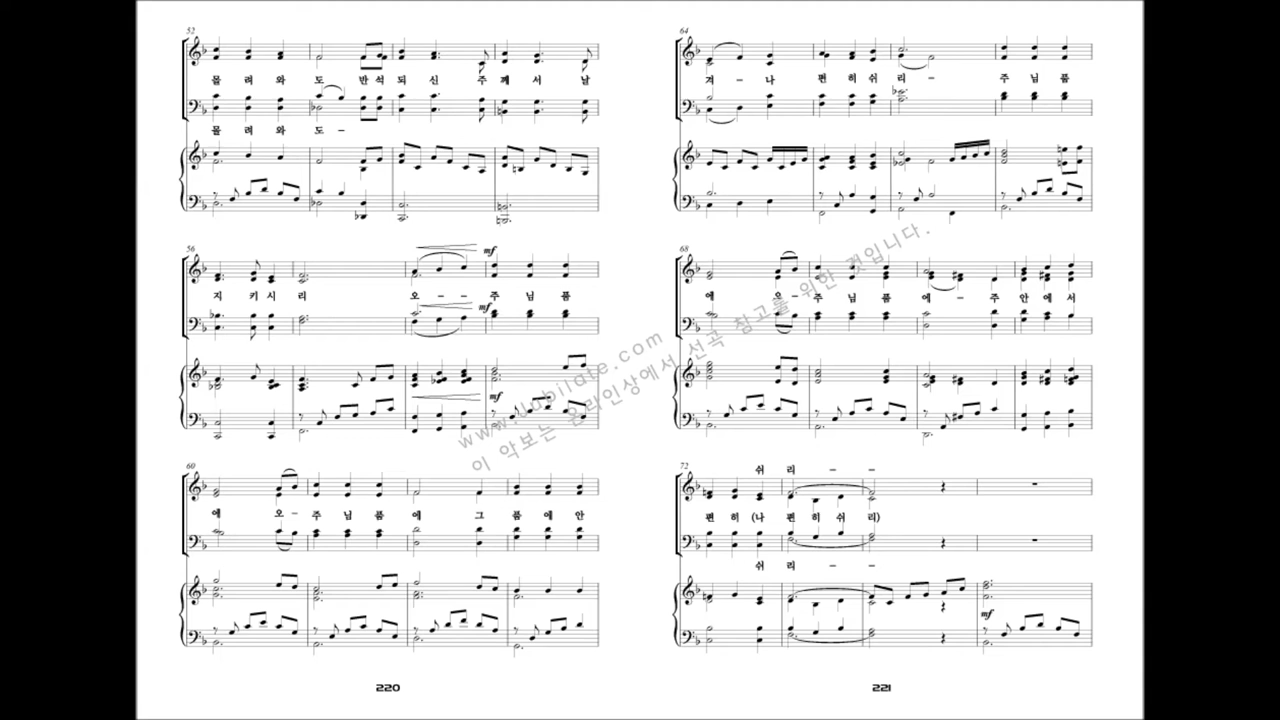 52
몰 려 와 도 반 석 되 신 주 께 서 날
몰 려 와 도 -
56
mf
지 키 시 리 오 - - 주 님 품
mf
mf
60
에 오 - 주 님 품 에 그 품 에 안
220
64
겨 - 나 편 히 쉬 리 - 주 님 품
68
에 오 - 주 님 품 에 - 주 안 에 서
72
쉬 리 - -
편 히 (나 편 히 쉬 리)
쉬 리 - -
mf
221
www.Jubilate.com
이 악보는 온라인상에서 선곡 참고를 위한 것입니다.